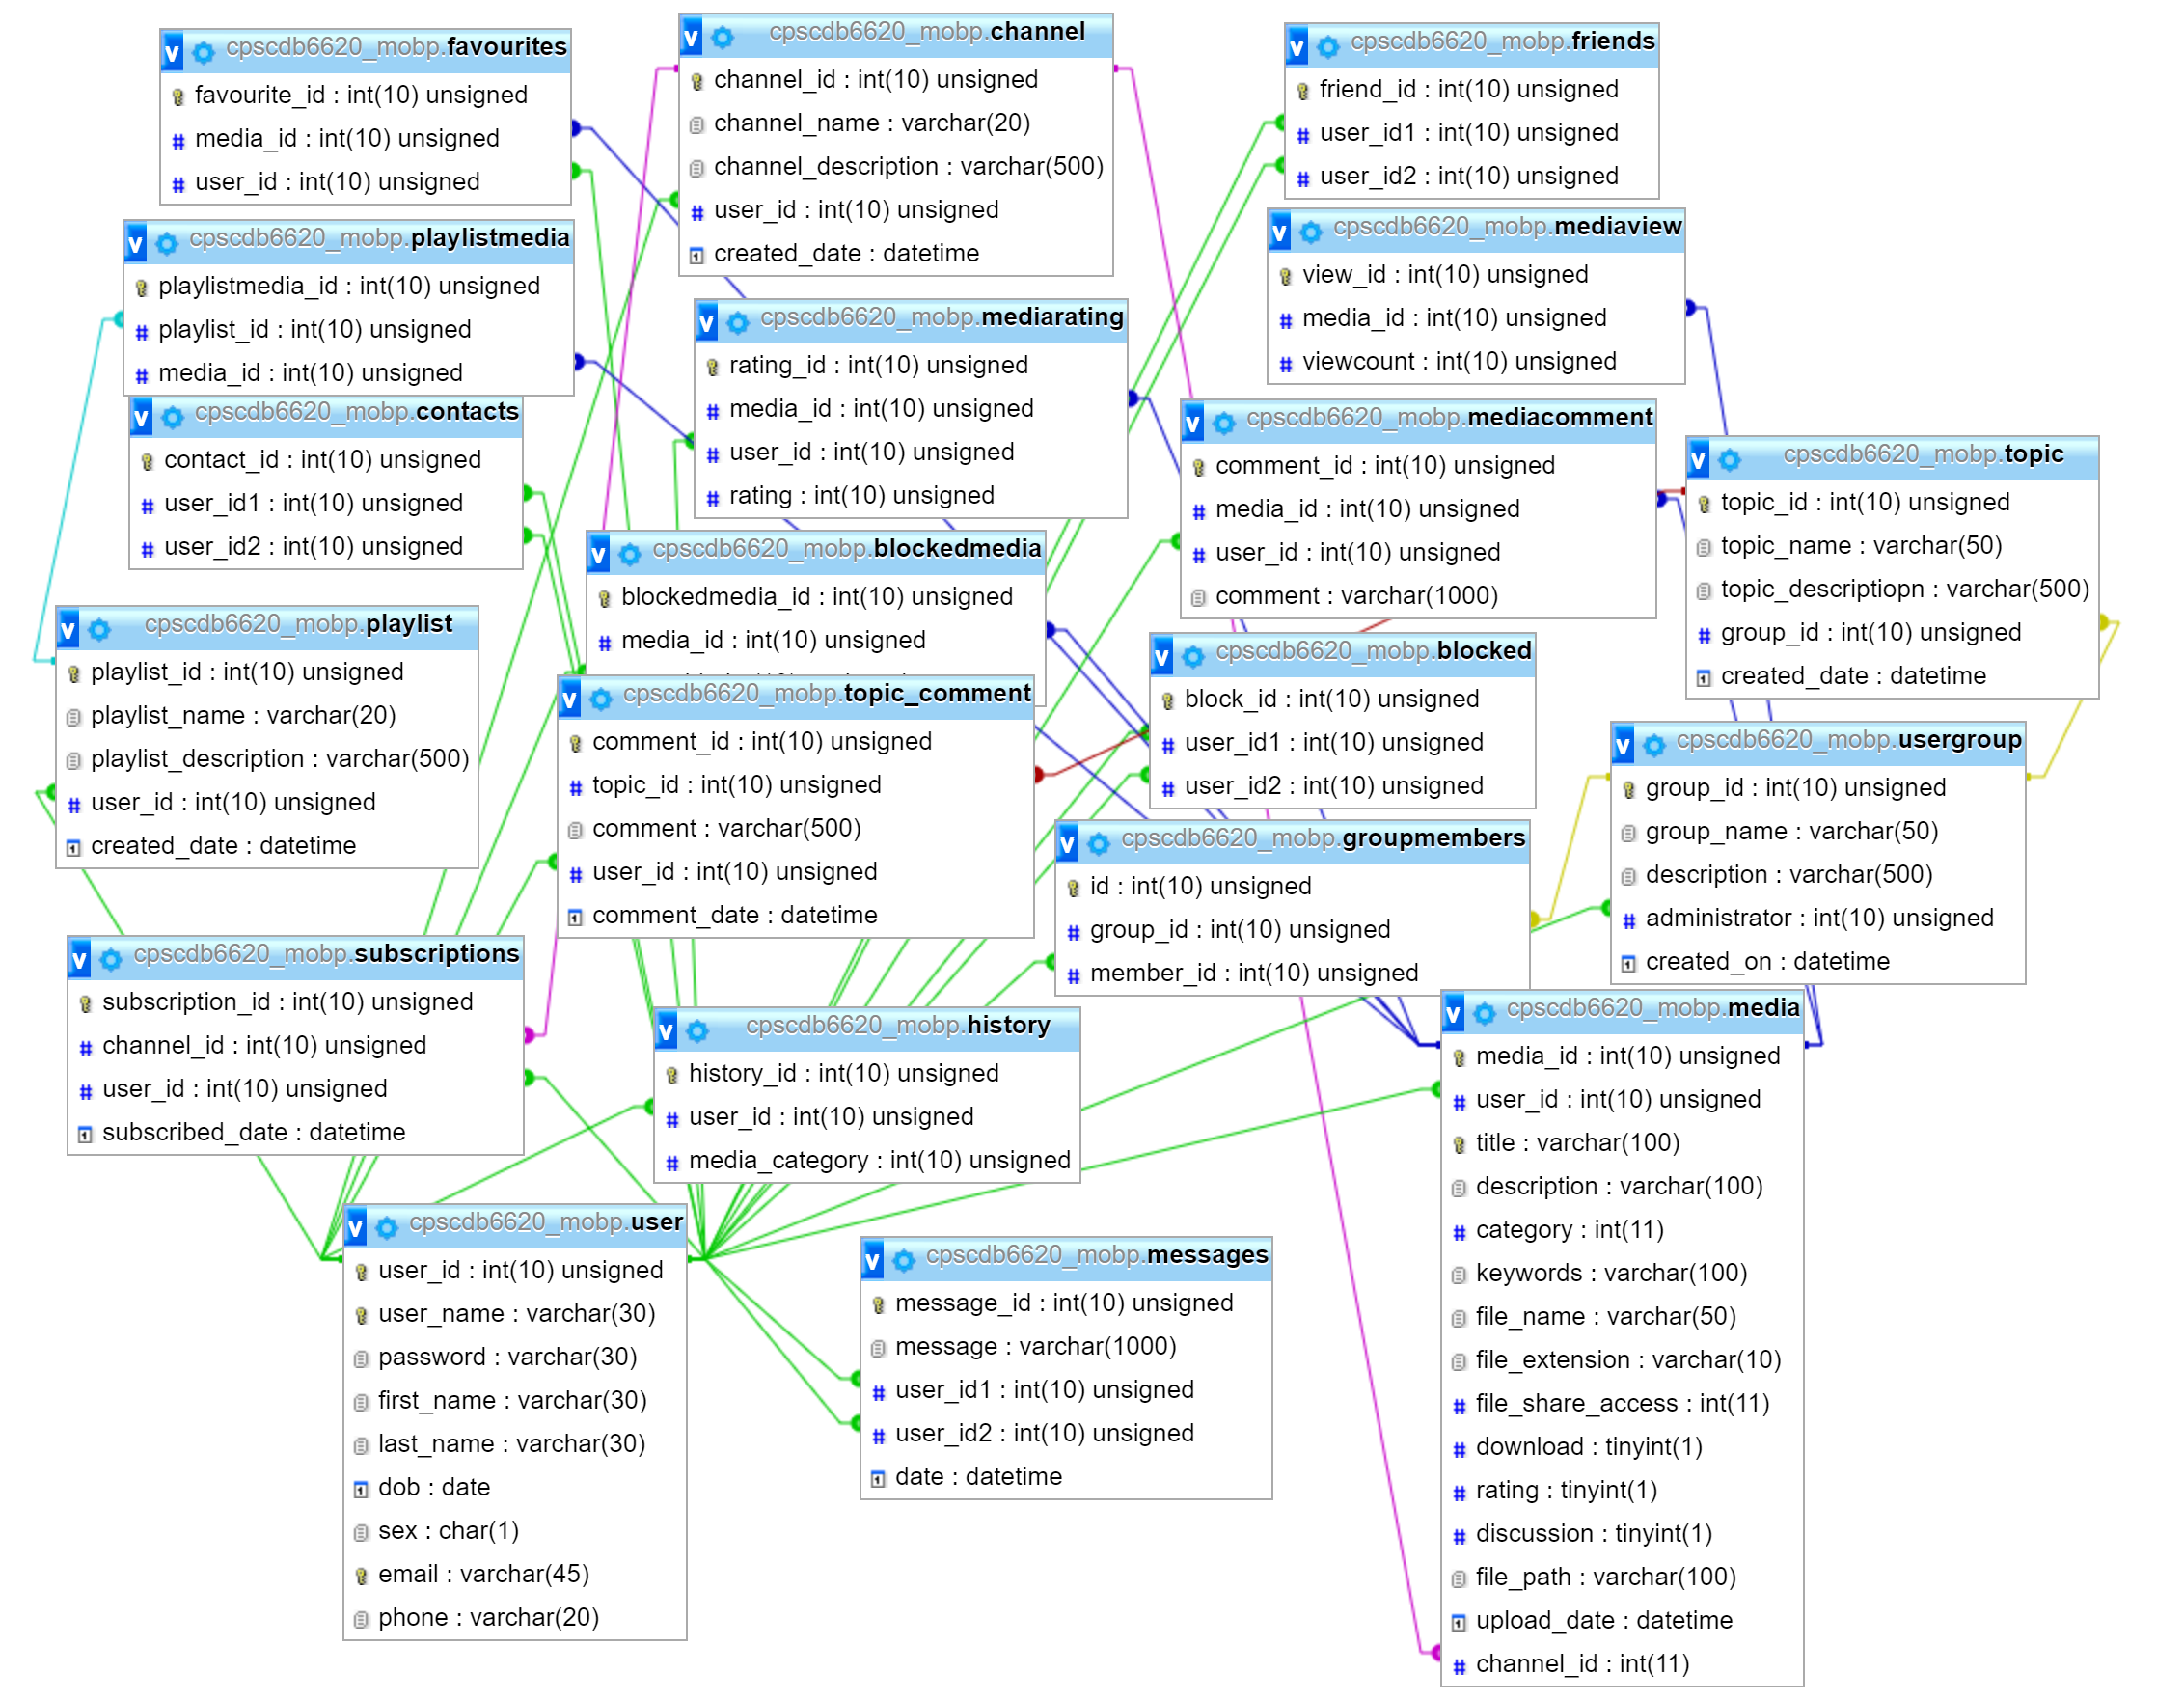 cpscdb6620_mobp.favourites
favourite_id : int(10) unsigned
media_id : int(10) unsigned
user_id : int(10) unsigned
cpscdb6620_mobp.channel
channel_id : int(10) unsigned
channel_name : varchar(20)
channel_description : varchar(500)
user_id : int(10) unsigned
created_date : datetime
cpscdb6620_mobp.friends
friend_id : int(10) unsigned
user_id1 : int(10) unsigned
user_id2 : int(10) unsigned
cpscdb6620_mobp.playlistmedia
playlistmedia_id : int(10) unsigned
playlist_id : int(10) unsigned
media_id : int(10) unsigned
cpscdb6620_mobp.mediaview
view_id : int(10) unsigned
media_id : int(10) unsigned
viewcount : int(10) unsigned
cpscdb6620_mobp.mediarating
rating_id : int(10) unsigned
media_id : int(10) unsigned
user_id : int(10) unsigned
rating : int(10) unsigned
cpscdb6620_mobp.contacts
contact_id : int(10) unsigned
user_id1 : int(10) unsigned
user_id2 : int(10) unsigned
cpscdb6620_mobp.mediacomment
comment_id : int(10) unsigned
media_id : int(10) unsigned
user_id : int(10) unsigned
comment : varchar(1000)
cpscdb6620_mobp.topic
topic_id : int(10) unsigned
topic_name : varchar(50)
topic_descriptiopn : varchar(500)
group_id : int(10) unsigned
created_date : datetime
cpscdb6620_mobp.blockedmedia
blockedmedia_id : int(10) unsigned
media_id : int(10) unsigned
cpscdb6620_mobp.playlist
playlist_id : int(10) unsigned
playlist_name : varchar(20)
playlist_description : varchar(500)
user_id : int(10) unsigned
created_date : datetime
cpscdb6620_mobp.topic_comment
comment_id : int(10) unsigned
topic_id : int(10) unsigned
comment : varchar(500)
user_id : int(10) unsigned
comment_date : datetime
cpscdb6620_mobp.blocked
block_id : int(10) unsigned
user_id1 : int(10) unsigned
user_id2 : int(10) unsigned
cpscdb6620_mobp.usergroup
group_id : int(10) unsigned
group_name : varchar(50)
description : varchar(500)
administrator : int(10) unsigned
created_on : datetime
cpscdb6620_mobp.groupmembers
id : int(10) unsigned
group_id : int(10) unsigned
member_id : int(10) unsigned
cpscdb6620_mobp.subscriptions
subscription_id : int(10) unsigned
channel_id : int(10) unsigned
user_id : int(10) unsigned
subscribed_date : datetime
cpscdb6620_mobp.history
history_id : int(10) unsigned
user_id : int(10) unsigned
media_category : int(10) unsigned
cpscdb6620_mobp.media
media_id : int(10) unsigned
user_id : int(10) unsigned
title : varchar(100)
description : varchar(100)
category : int(11)
keywords : varchar(100)
file_name : varchar(50)
file_extension : varchar(10)
file_share_access : int(11)
download : tinyint(1)
rating : tinyint(1)
discussion : tinyint(1)
file_path : varchar(100)
upload_date : datetime
channel_id : int(11)
cpscdb6620_mobp.user
user_id : int(10) unsigned
user_name : varchar(30)
password : varchar(30)
first_name : varchar(30)
last_name : varchar(30)
dob : date
sex : char(1)
email : varchar(45)
phone : varchar(20)
cpscdb6620_mobp.messages
message_id : int(10) unsigned
message : varchar(1000)
user_id1 : int(10) unsigned
user_id2 : int(10) unsigned
date : datetime